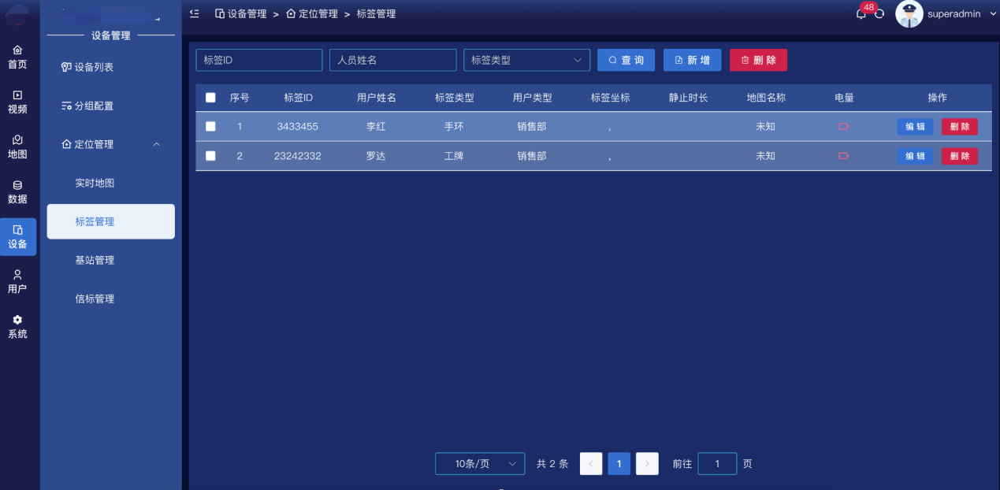 首页
视频
地图
数据
设备
用户
系统
设备管理
设备列表
分组配置
定位管理
实时地图
标签管理
基站管理
信标管理
设备管理 > 定位管理 > 标签管理
48 superadmin
标签ID 人员姓名 标签类型 查 询 新 增 删 除
序号 标签ID 用户姓名 标签类型 用户类型 标签坐标 静止时长 地图名称 电量 操作
1 3433455 李红 手环 销售部 , 未知 编 辑 删 除
2 23242332 罗达 工牌 销售部 , 未知 编 辑 删 除
10条/页 共 2 条 < 1 > 前往 1 页